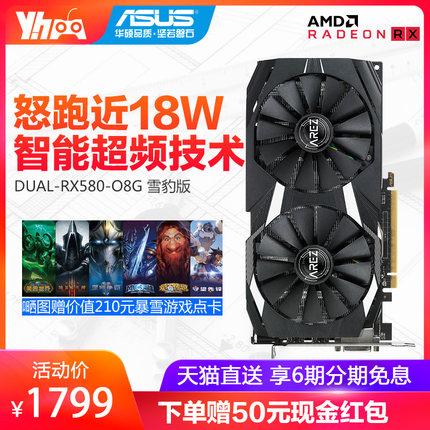 Yhpp
ASUS
华硕品质·坚若磐石
AMD
RADEON RX
怒跑近18W
智能超频技术
DUAL-RX580-O8G 雪豹版
AREZ
AREZ
晒图赠价值210元暴雪游戏点卡
活动价
¥1799
天猫直送 享6期分期免息
下单赠50元现金红包